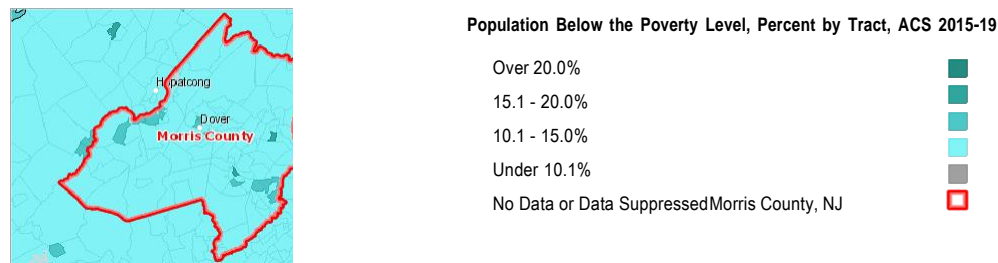 Population Below the Poverty Level, Percent by Tract, ACS 2015-19
Over 20.0%
Hopatcong
15.1 - 20.0%
Dover
Morris County
10.1 - 15.0%
Under 10.1%
No Data or Data SuppressedMorris County, NJ